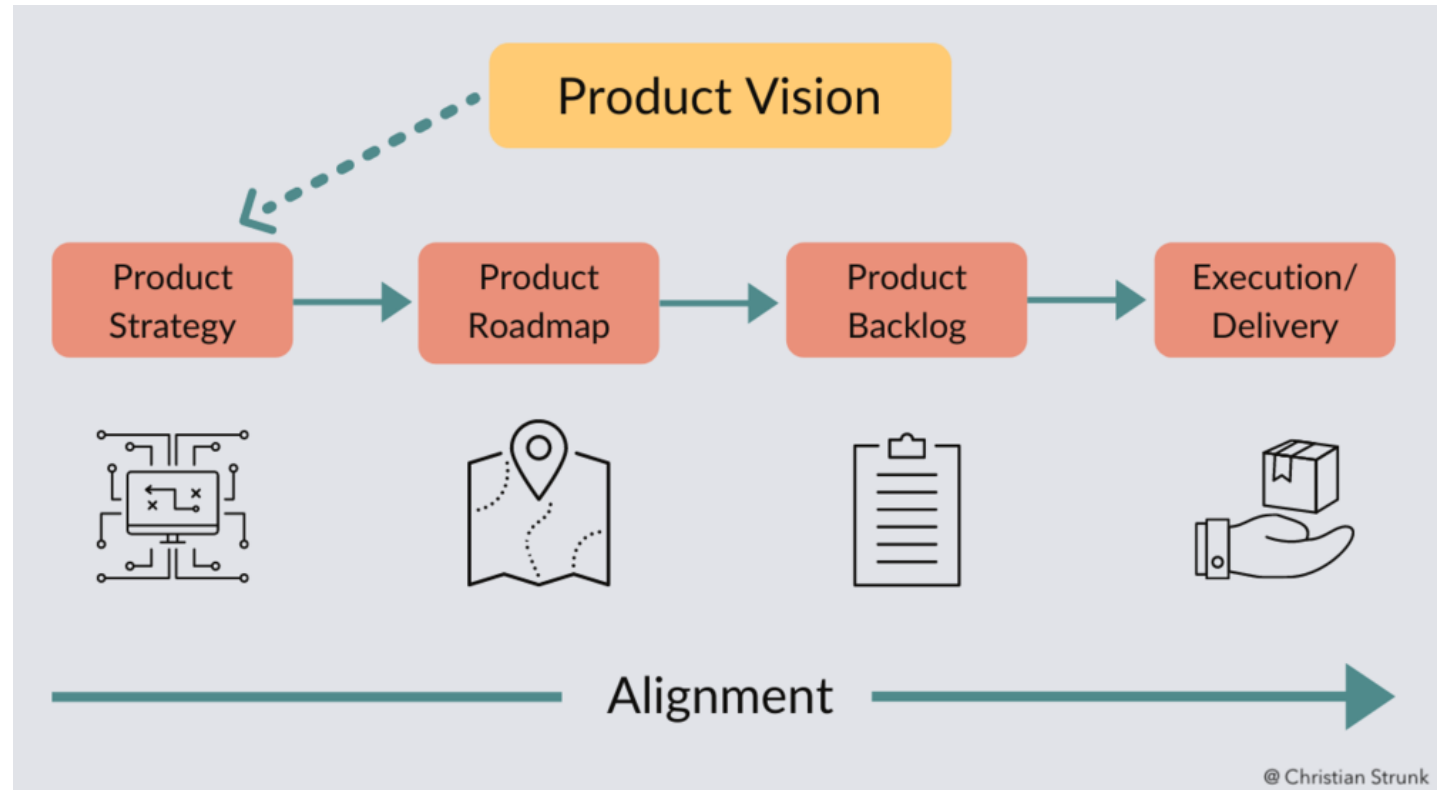 Product Vision
Product
Strategy
Product
Roadmap
Product
Backlog
Execution/
Delivery
Alignment
@ Christian Strunk